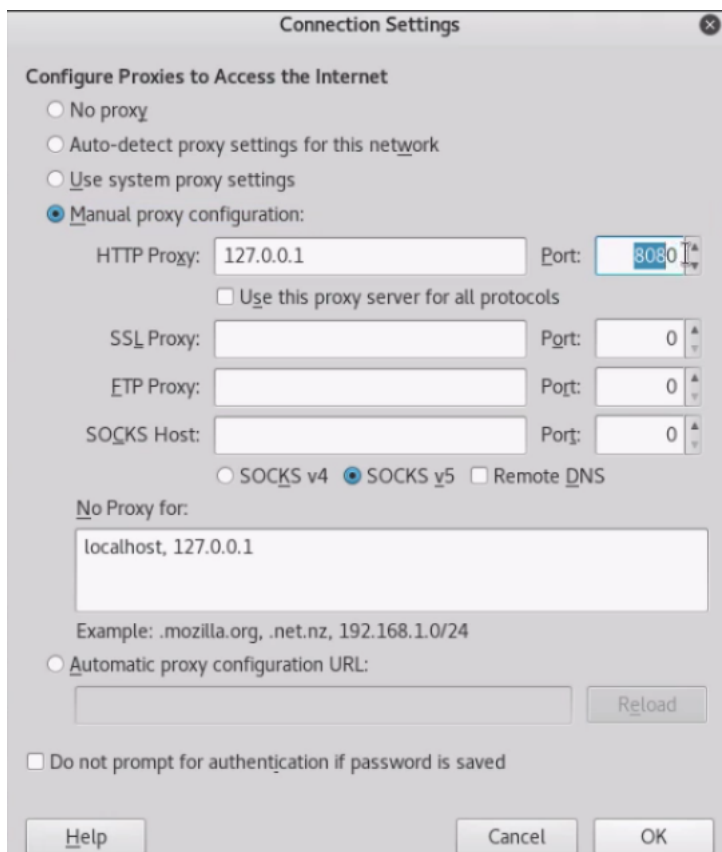 Connection Settings
Configure Proxies to Access the Internet
No proxy
Auto-detect proxy settings for this network
Use system proxy settings
Manual proxy configuration:
HTTP Proxy: 127.0.0.1 Port: 8080
Use this proxy server for all protocols
SSL Proxy: Port: 0
FTP Proxy: Port: 0
SOCKS Host: Port: 0
SOCKS v4 SOCKS v5 Remote DNS
No Proxy for:
localhost, 127.0.0.1
Example: .mozilla.org, .net.nz, 192.168.1.0/24
Automatic proxy configuration URL:
Reload
Do not prompt for authentication if password is saved
Help Cancel OK